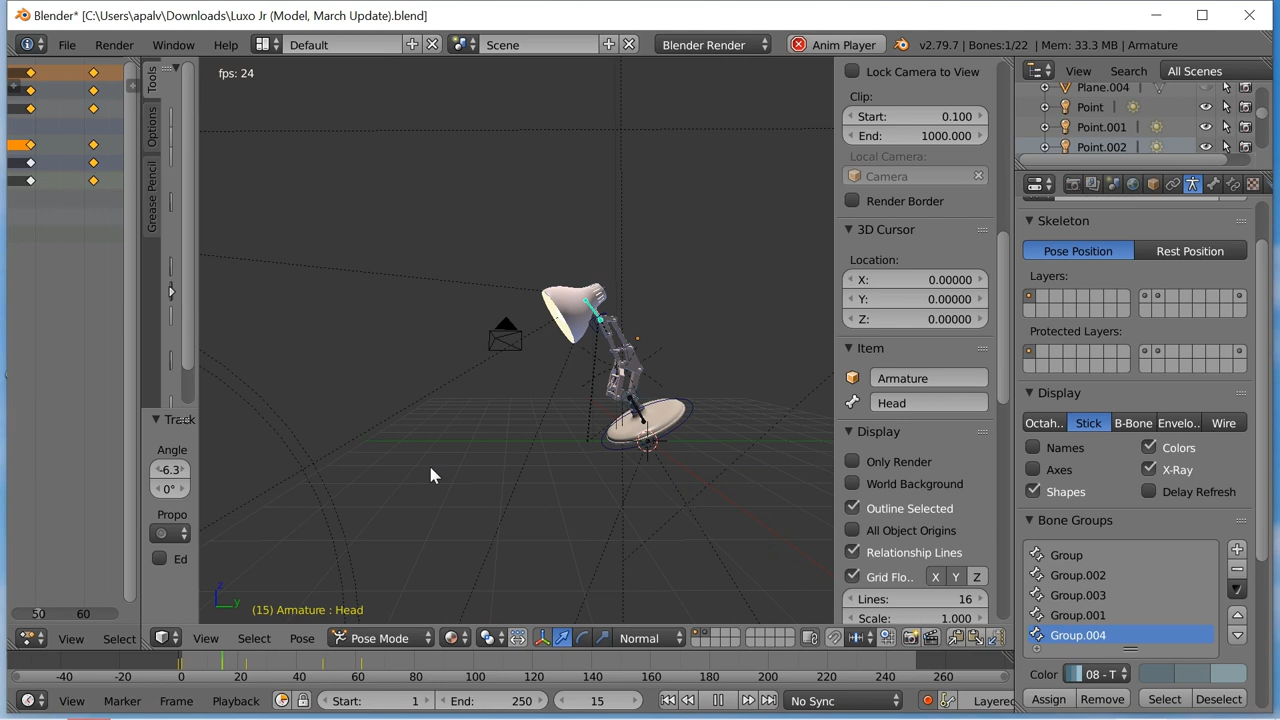 Blender* [C:\Users\apalv\Downloads\Luxo Jr (Model, March Update).blend]
File Render Window Help Default Scene Blender Render Anim Player v2.79.7 | Bones:1/22 | Mem: 33.3 MB | Armature
fps: 24
Tools
Options
Grease Pencil
Track
Angle
-6.3
0°
Propo
Ed
50 60
View Select
(15) Armature : Head
z
y
View Select Pose Pose Mode Normal
Lock Camera to View
Clip:
Start: 0.100
End: 1000.000
Local Camera:
Camera
Render Border
3D Cursor
Location:
X: 0.00000
Y: 0.00000
Z: 0.00000
Item
Armature
Head
Display
Only Render
World Background
Outline Selected
All Object Origins
Relationship Lines
Grid Flo.. X Y Z
Lines: 16
Scale: 1.000
View Search All Scenes
Plane.004
Point
Point.001
Point.002
Skeleton
Pose Position Rest Position
Layers:
Protected Layers:
Display
Octah.. Stick B-Bone Envelo.. Wire
Names Colors
Axes X-Ray
Shapes Delay Refresh
Bone Groups
Group
Group.002
Group.003
Group.001
Group.004
Color 08 - T
Assign Remove Select Deselect
-40 -20 0 20 40 60 80 100 120 140 160 180 200 220 240 260
View Marker Frame Playback Start: 1 End: 250 15 No Sync Layered